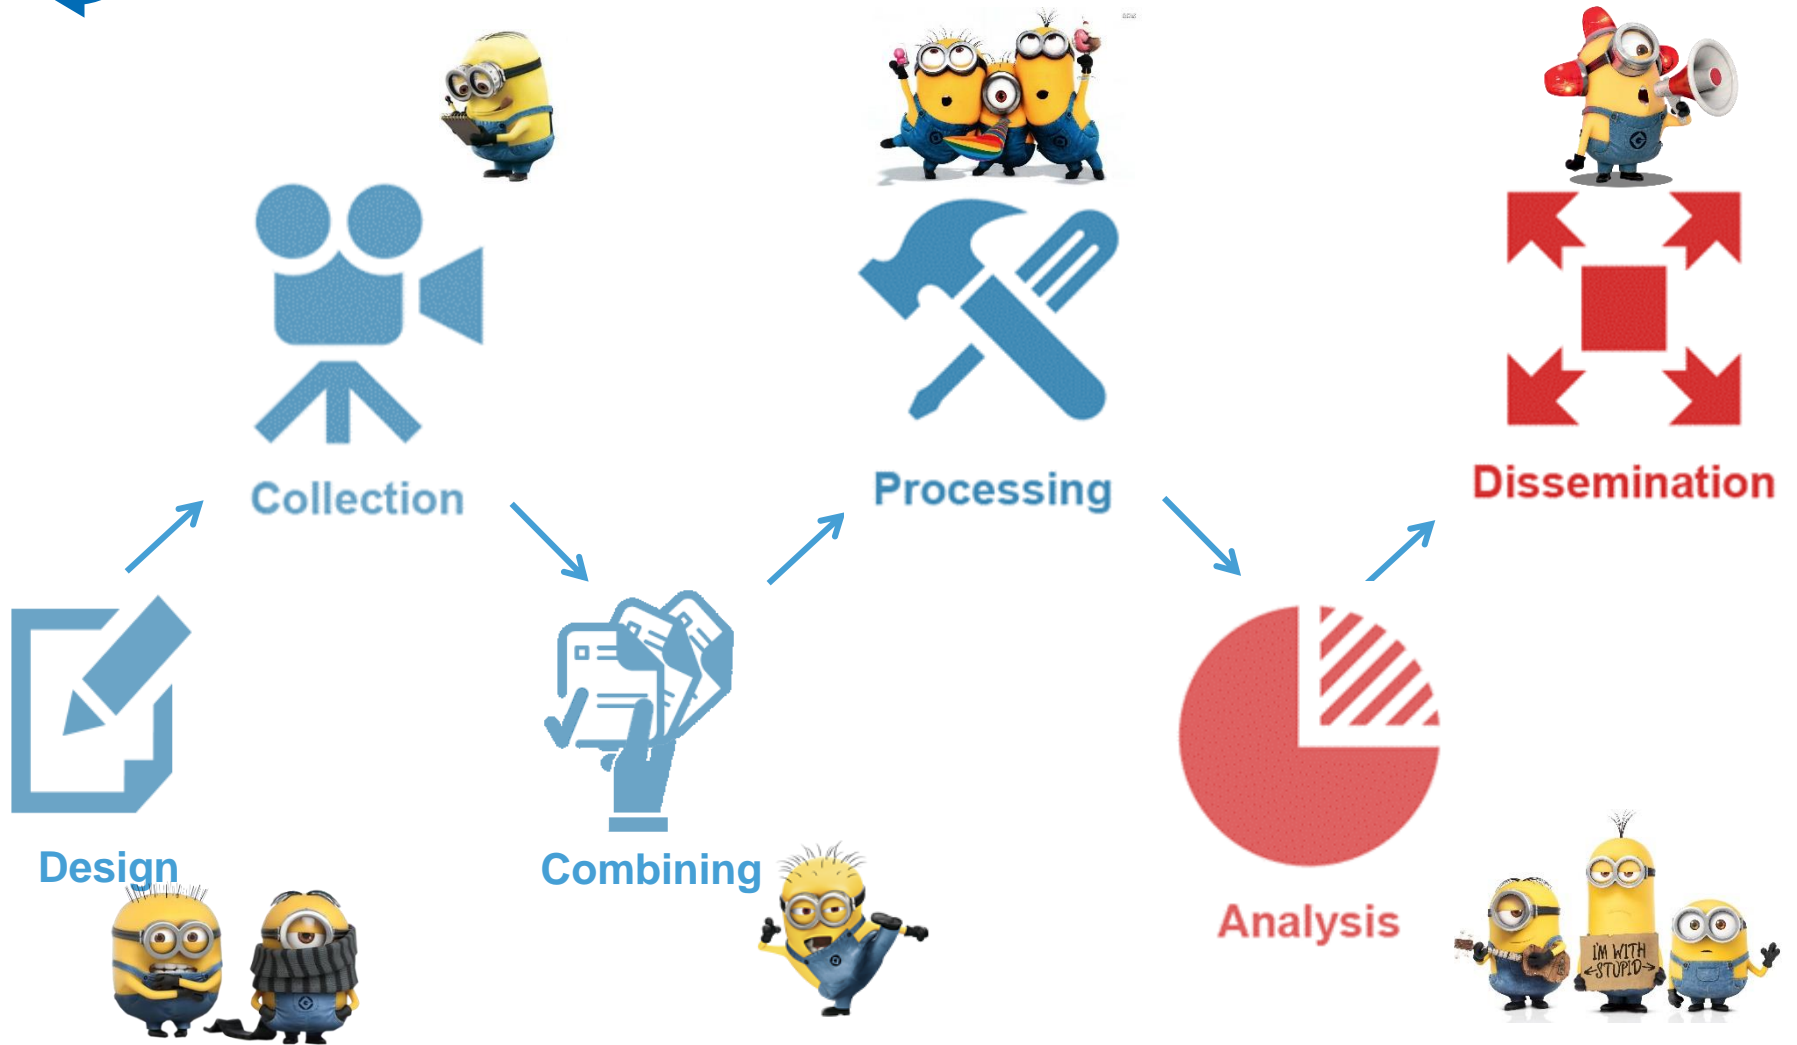 Collection
Processing
Dissemination
Design
Combining
Analysis
I'M WITH
STUPID